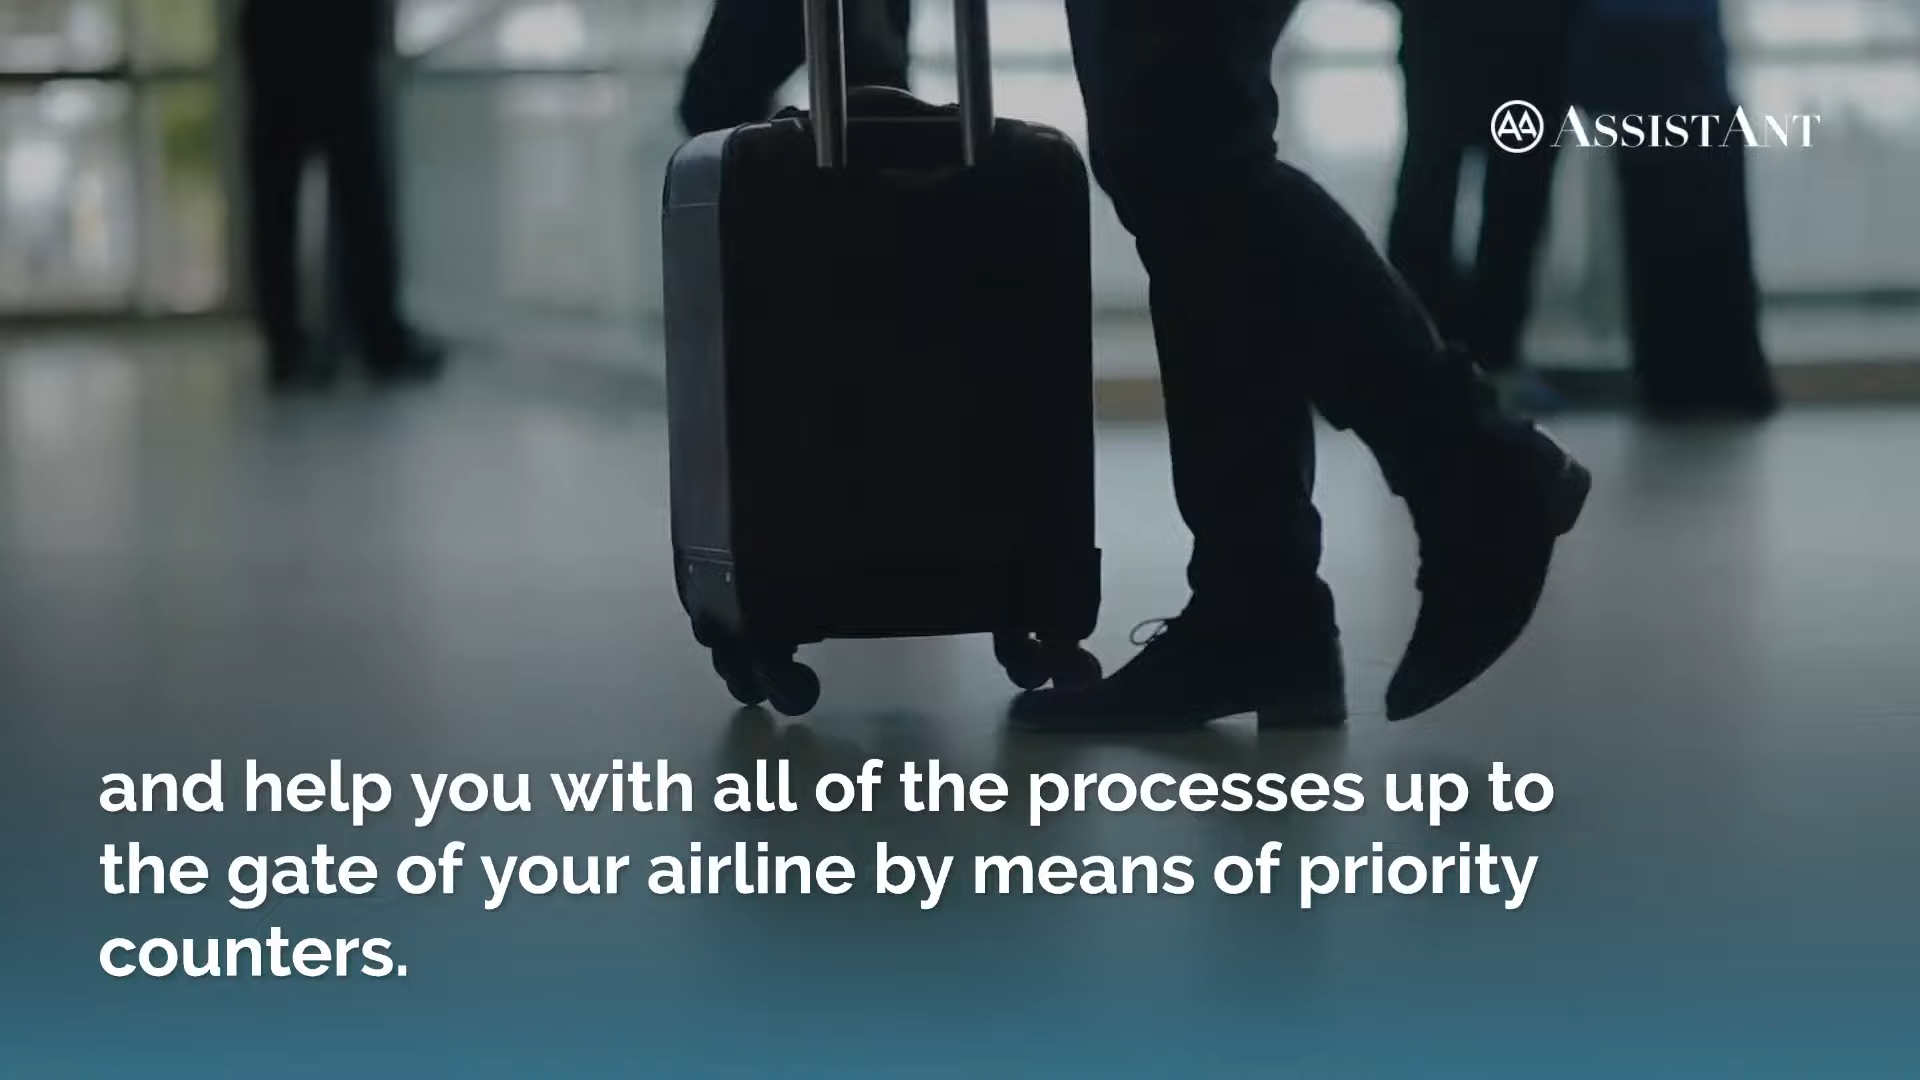 AA ASSISTANT
and help you with all of the processes up to
the gate of your airline by means of priority
counters.